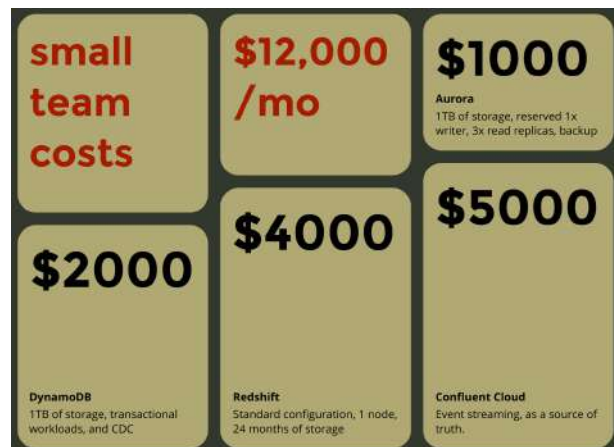 small
team
costs
$12,000
/mo
$1000
Aurora
1TB of storage, reserved 1x
writer, 3x read replicas, backup
$2000
DynamoDB
1TB of storage, transactional
workloads, and CDC
$4000
Redshift
Standard configuration, 1 node,
24 months of storage
$5000
Confluent Cloud
Event streaming, as a source of
truth.